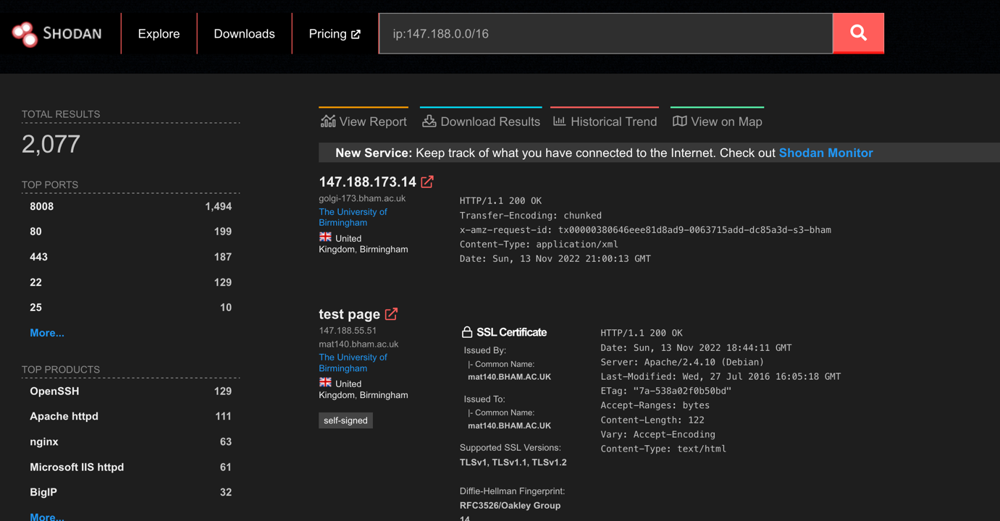 SHODAN Explore Downloads Pricing ip:147.188.0.0/16
TOTAL RESULTS
2,077
TOP PORTS
8008 1,494
80 199
443 187
22 129
25 10
More...
TOP PRODUCTS
OpenSSH 129
Apache httpd 111
nginx 63
Microsoft IIS httpd 61
BigIP 32
More...
View Report Download Results Historical Trend View on Map
New Service: Keep track of what you have connected to the Internet. Check out Shodan Monitor
147.188.173.14
golgi-173.bham.ac.uk
The University of
Birmingham
United
Kingdom, Birmingham
HTTP/1.1 200 OK
Transfer-Encoding: chunked
x-amz-request-id: tx00000380646eee81d8ad9-0063715add-dc85a3d-s3-bham
Content-Type: application/xml
Date: Sun, 13 Nov 2022 21:00:13 GMT
test page
147.188.55.51
mat140.bham.ac.uk
The University of
Birmingham
United
Kingdom, Birmingham
self-signed
SSL Certificate
Issued By:
|- Common Name:
mat140.BHAM.AC.UK
Issued To:
|- Common Name:
mat140.BHAM.AC.UK
Supported SSL Versions:
TLSv1, TLSv1.1, TLSv1.2
Diffie-Hellman Fingerprint:
RFC3526/Oakley Group
14
HTTP/1.1 200 OK
Date: Sun, 13 Nov 2022 18:44:11 GMT
Server: Apache/2.4.10 (Debian)
Last-Modified: Wed, 27 Jul 2016 16:05:18 GMT
ETag: "7a-538a02f0b50bd"
Accept-Ranges: bytes
Content-Length: 122
Vary: Accept-Encoding
Content-Type: text/html